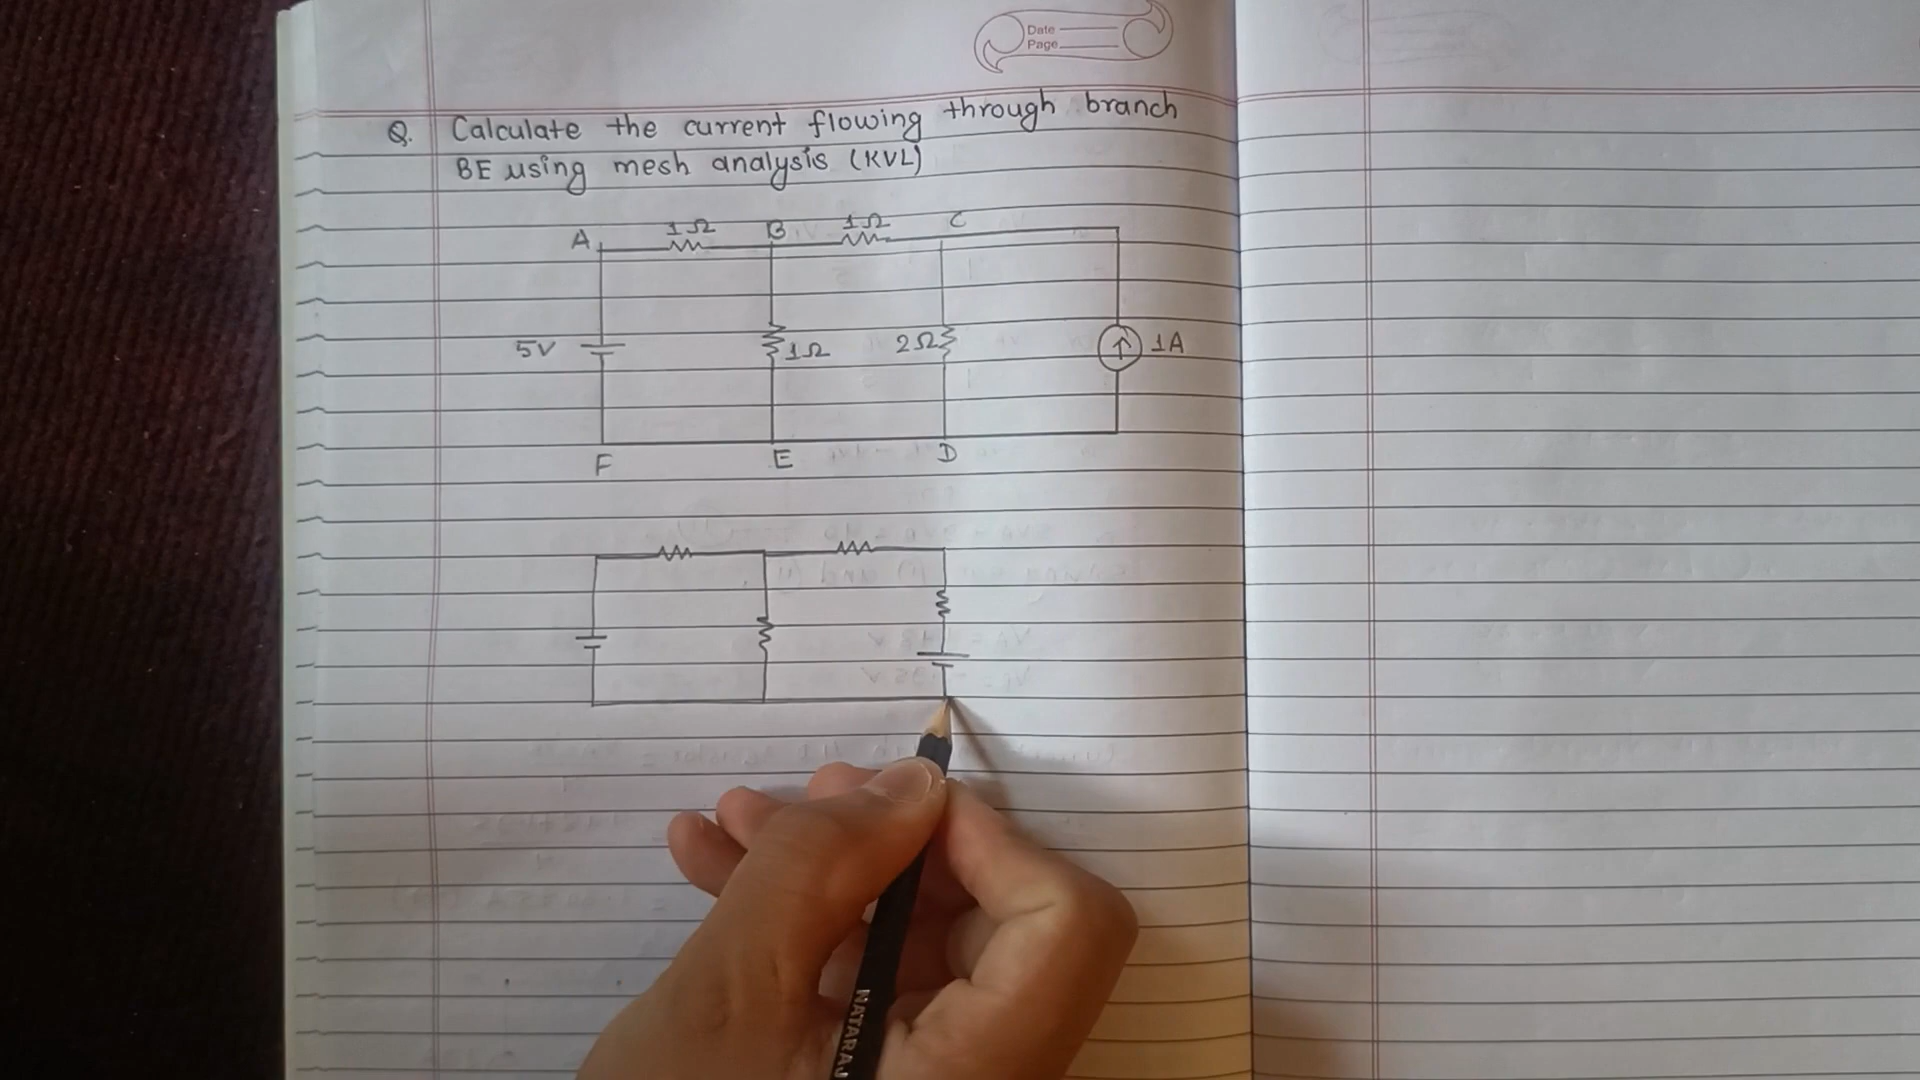 Date
Page
Q. Calculate the current flowing through branch
BE using mesh analysis (KVL)
A 1Ω B 1Ω C
5V 1Ω 2Ω 1A
F E D
NATARAJ